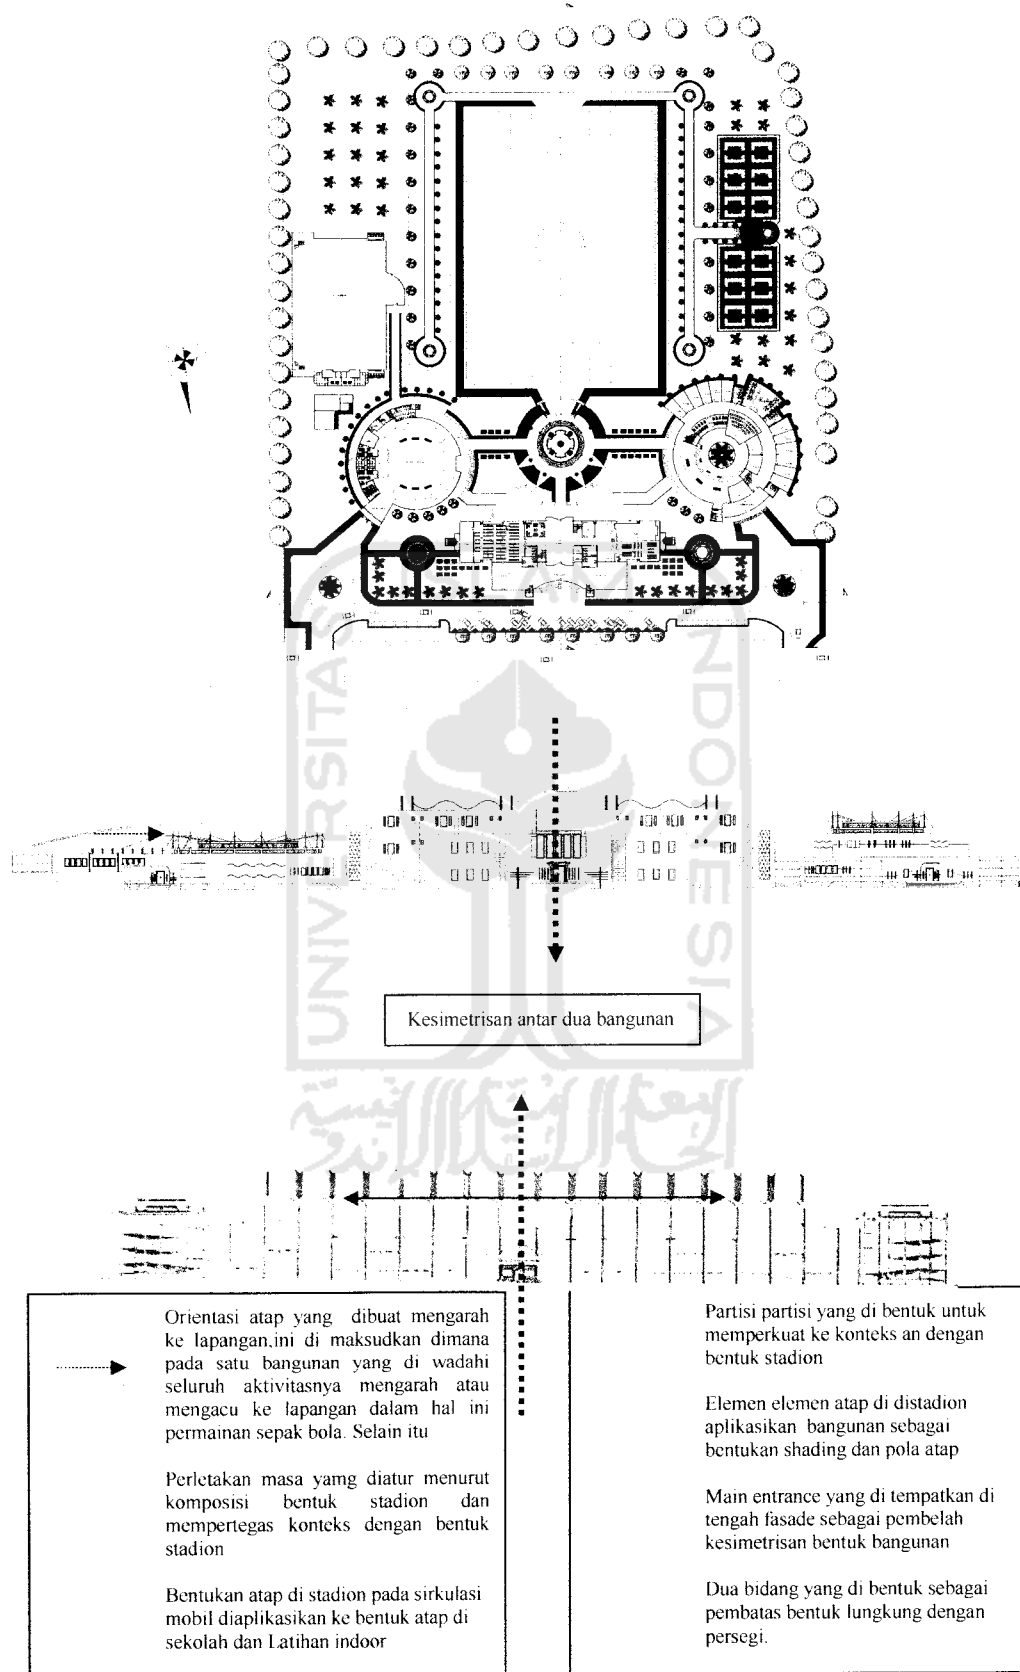 ISLAM
UNIVERSITAS
INDONESIA
Kesimetrisan antar dua bangunan
Orientasi atap yang dibuat mengarah
ke lapangan,ini di maksudkan dimana
pada satu bangunan yang di wadahi
seluruh aktivitasnya mengarah atau
mengacu ke lapangan dalam hal ini
permainan sepak bola. Selain itu
Perletakan masa yamg diatur menurut
komposisi bentuk stadion dan
mempertegas konteks dengan bentuk
stadion
Bentukan atap di stadion pada sirkulasi
mobil diaplikasikan ke bentuk atap di
sekolah dan Latihan indoor
Partisi partisi yang di bentuk untuk
memperkuat ke konteks an dengan
bentuk stadion
Elemen elemen atap di distadion
aplikasikan bangunan sebagai
bentukan shading dan pola atap
Main entrance yang di tempatkan di
tengah fasade sebagai pembelah
kesimetrisan bentuk bangunan
Dua bidang yang di bentuk sebagai
pembatas bentuk lungkung dengan
persegi.